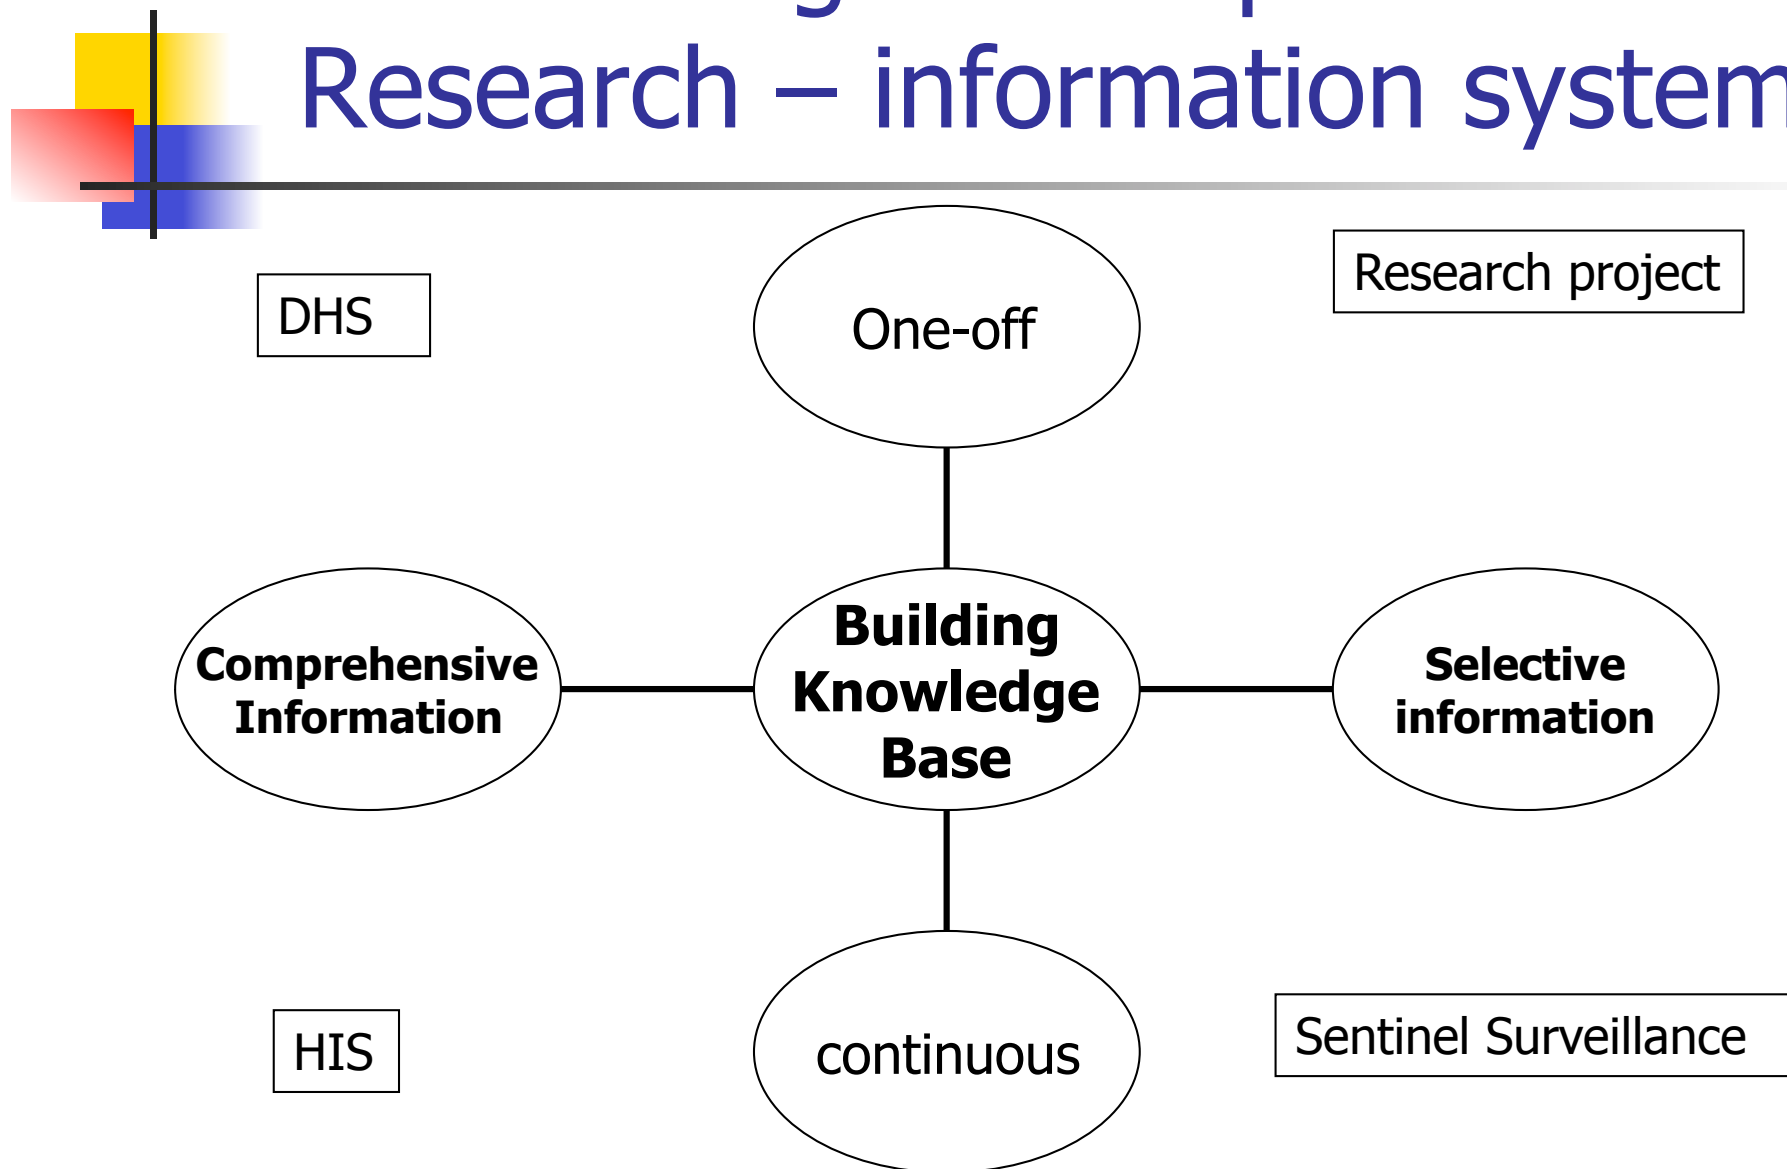 Research – information system
DHS
One-off
Research project
Comprehensive
Information
Building
Knowledge
Base
Selective
information
HIS
continuous
Sentinel Surveillance